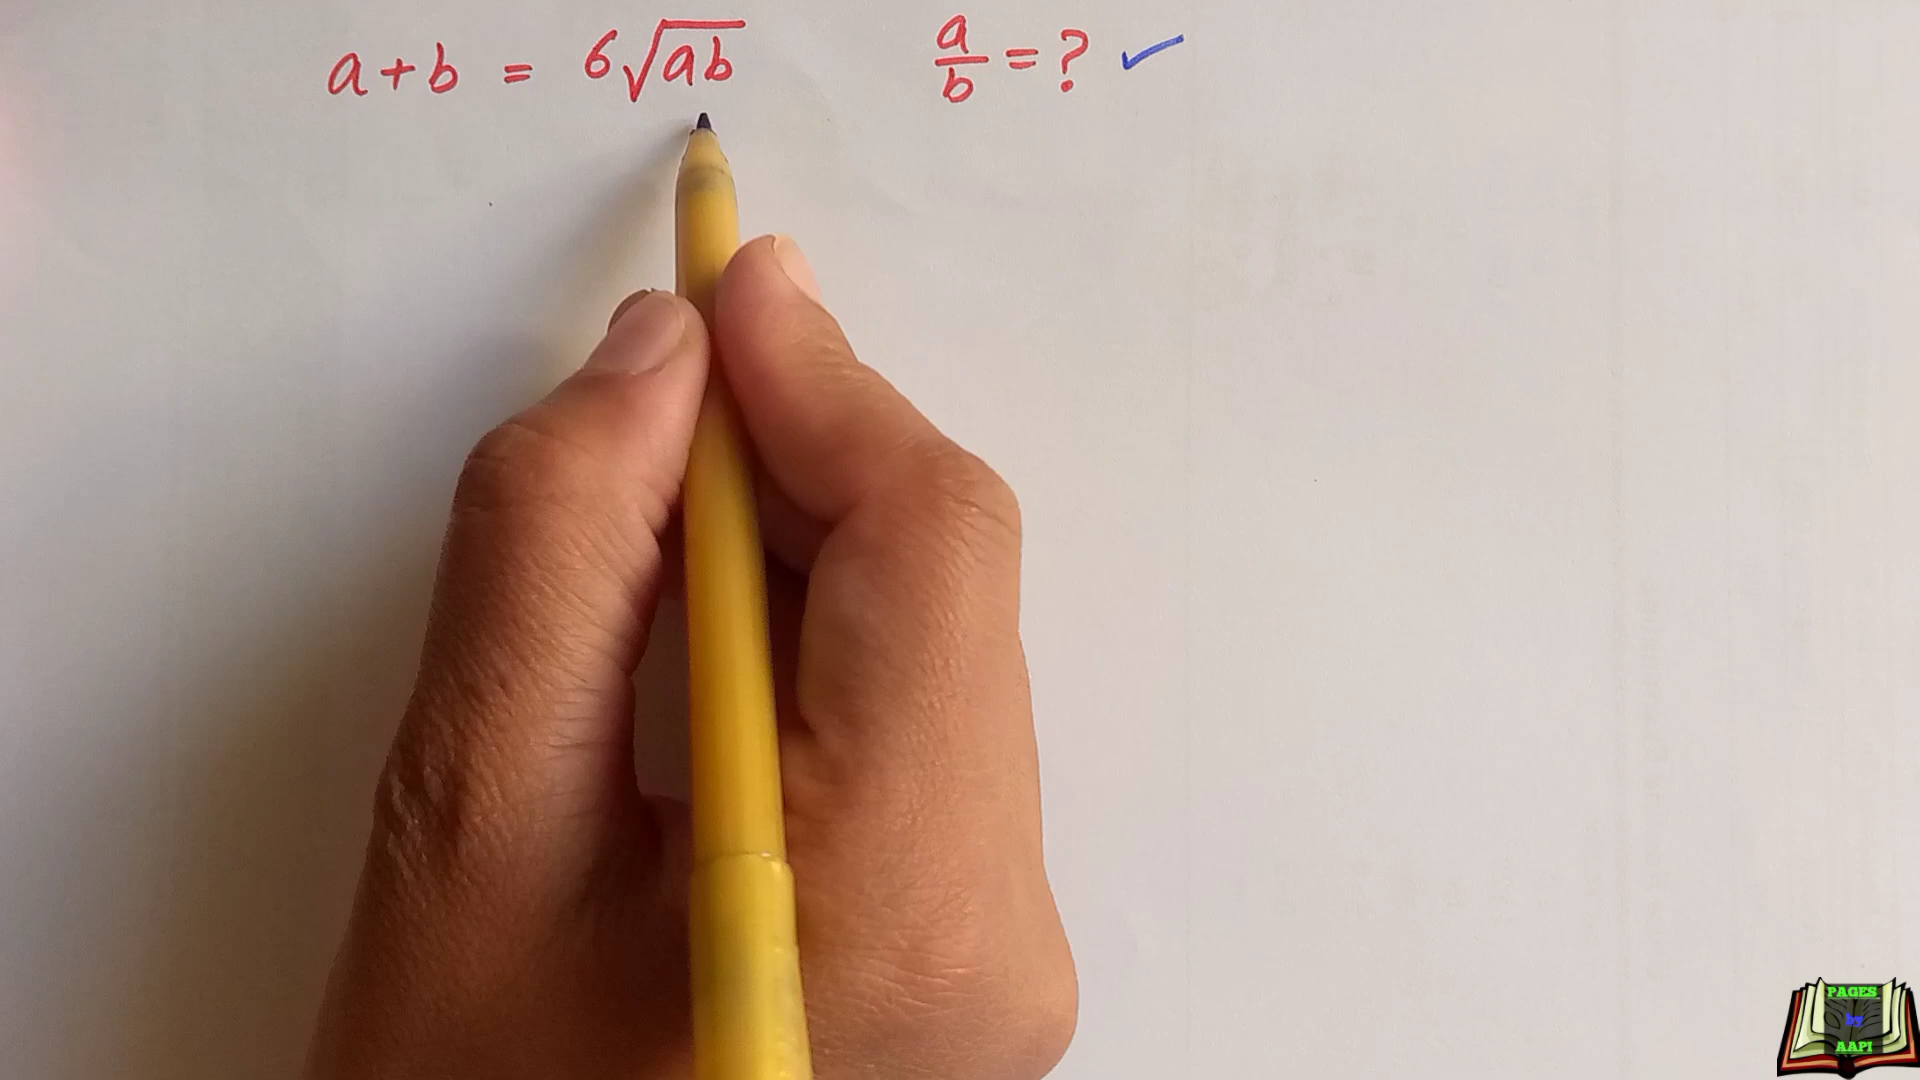 a+b = 6√ab a/b = ? ✓
PAGES
by
AAPI